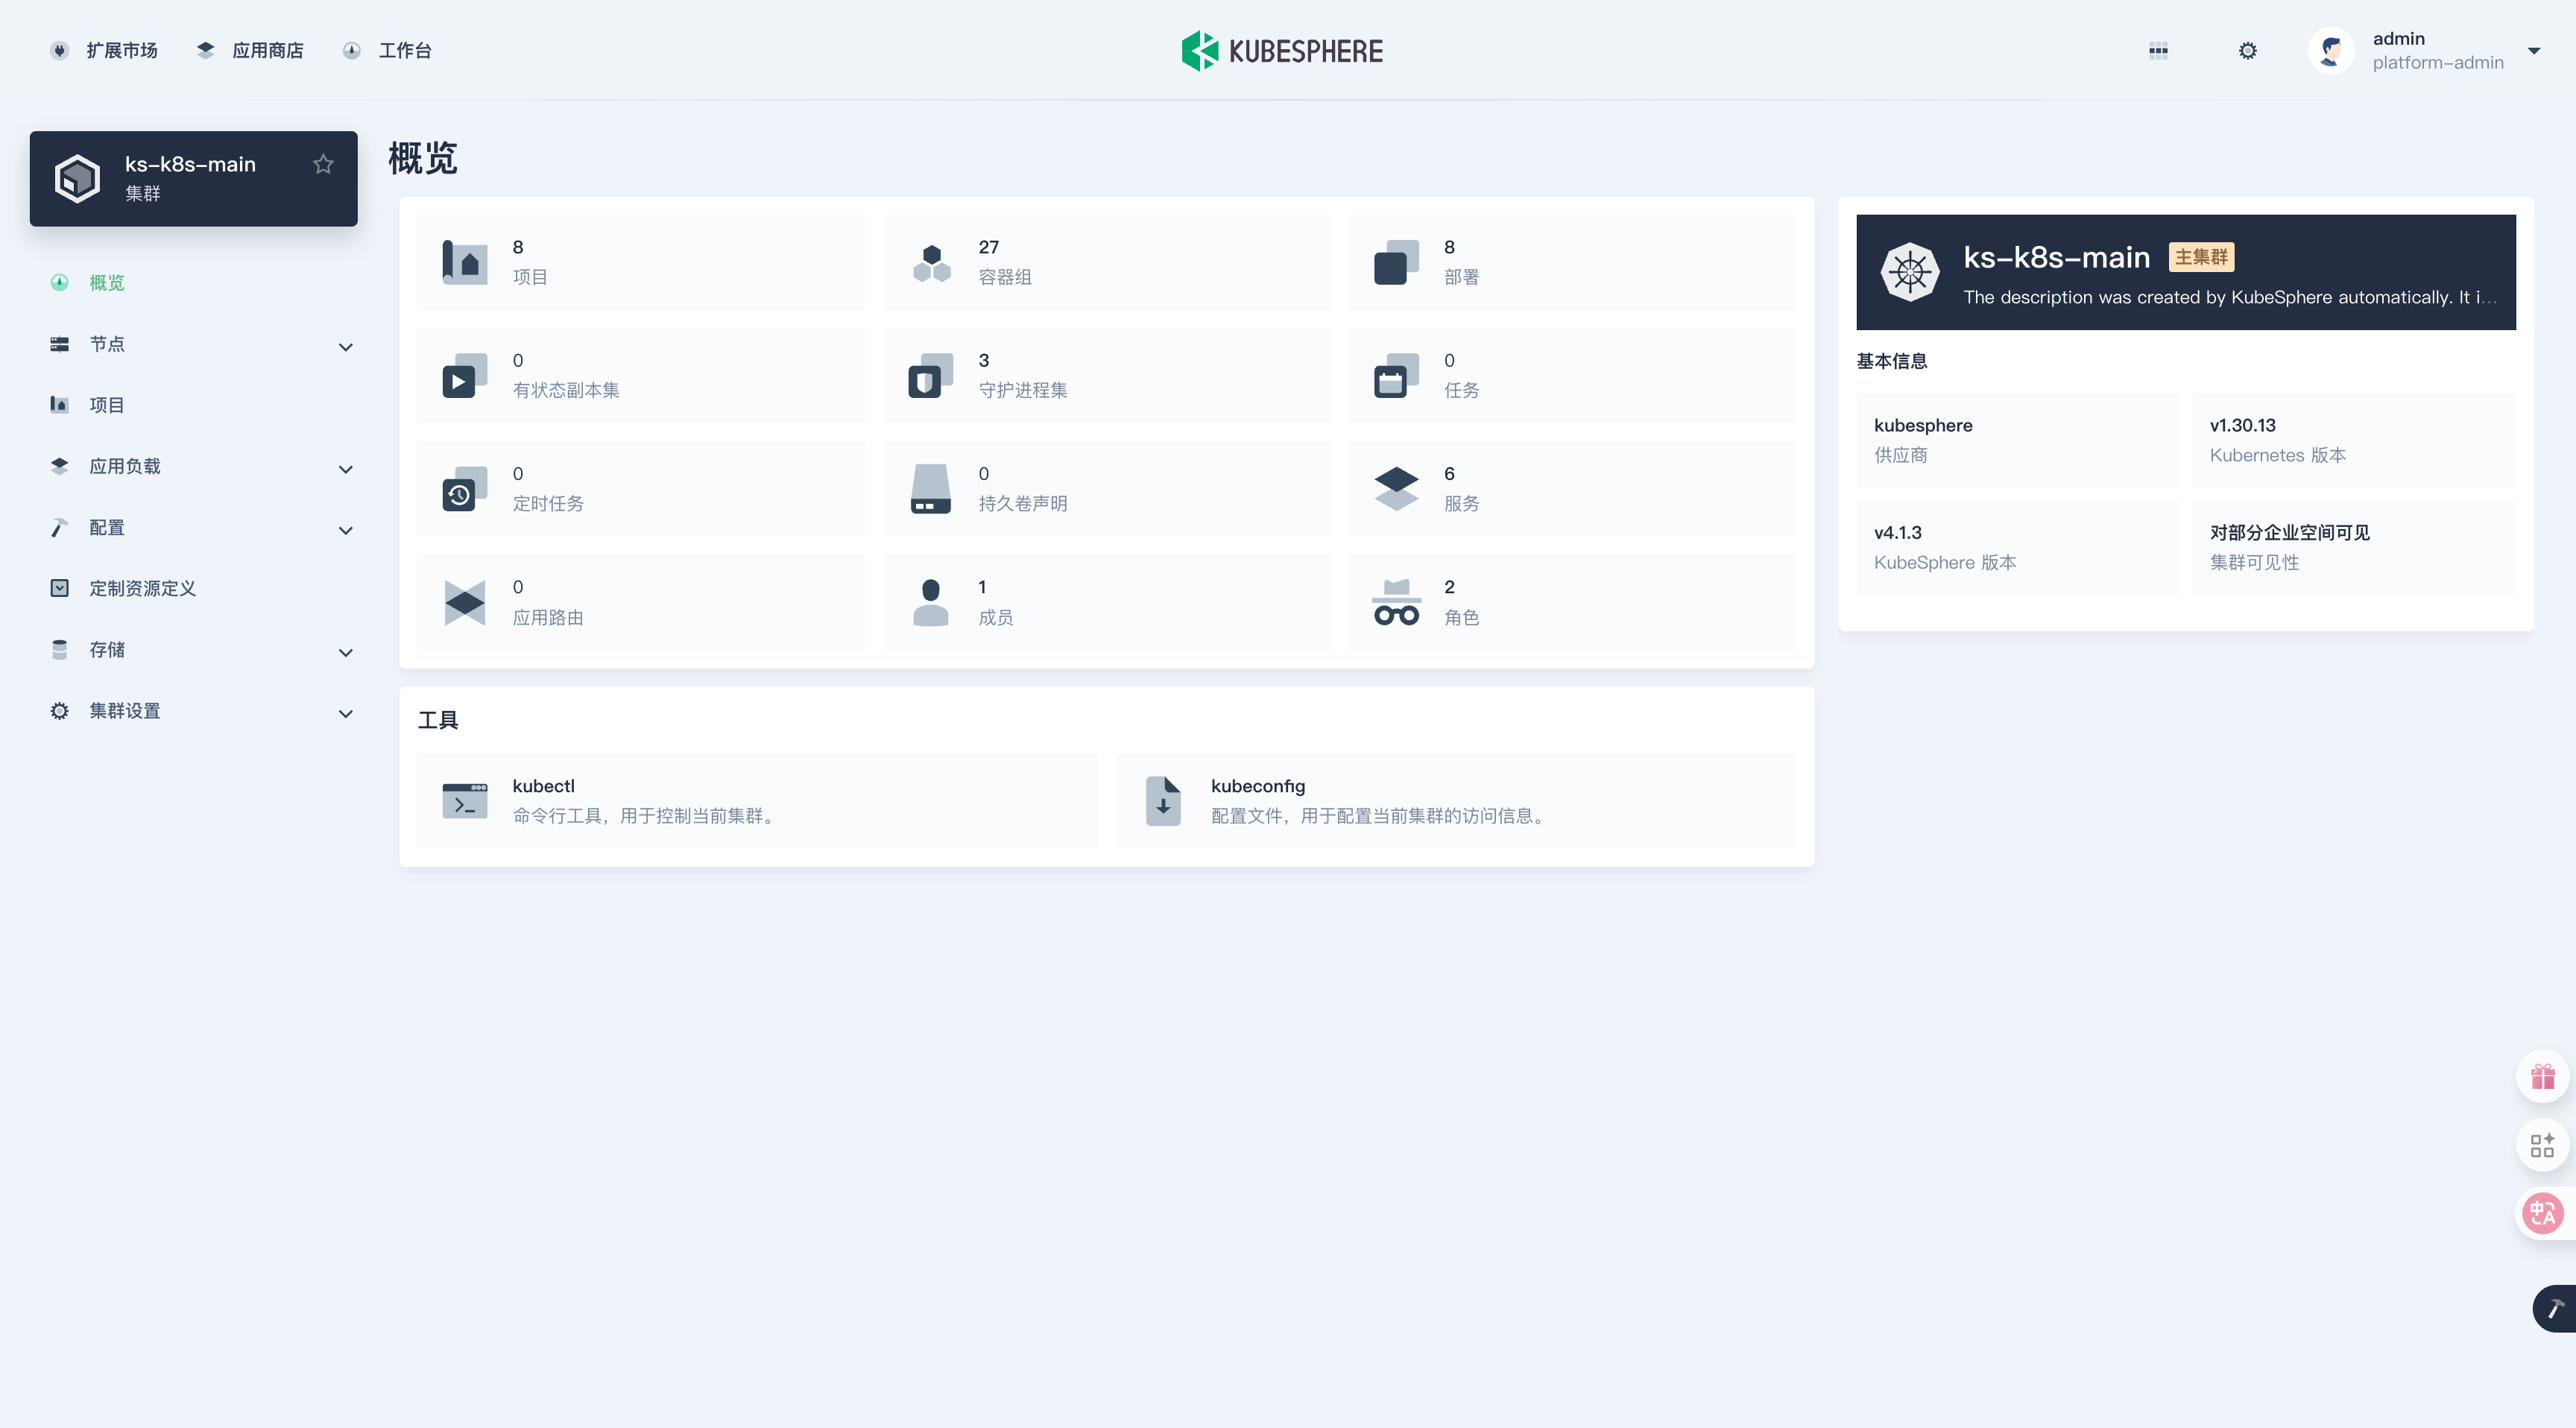 扩展市场
应用商店
工作台
KUBESPHERE
admin
platform-admin
ks-k8s-main
集群
概览
节点
项目
应用负载
配置
定制资源定义
存储
集群设置
概览
8
项目
27
容器组
8
部署
0
有状态副本集
3
守护进程集
0
任务
0
定时任务
0
持久卷声明
6
服务
0
应用路由
1
成员
2
角色
工具
kubectl
命令行工具，用于控制当前集群。
kubeconfig
配置文件，用于配置当前集群的访问信息。
ks-k8s-main
主集群
The description was created by KubeSphere automatically. It i...
基本信息
kubesphere
供应商
v1.30.13
Kubernetes 版本
v4.1.3
KubeSphere 版本
对部分企业空间可见
集群可见性
中A